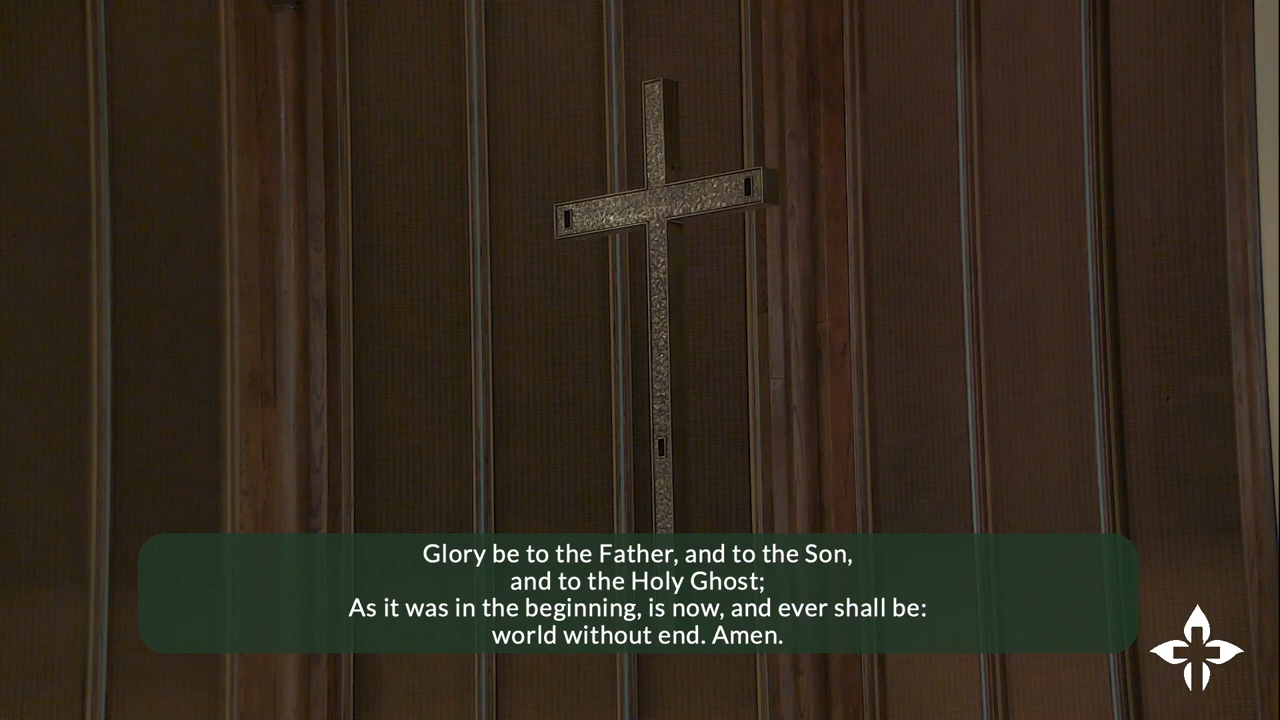 Glory be to the Father, and to the Son,
and to the Holy Ghost;
As it was in the beginning, is now, and ever shall be:
world without end. Amen.